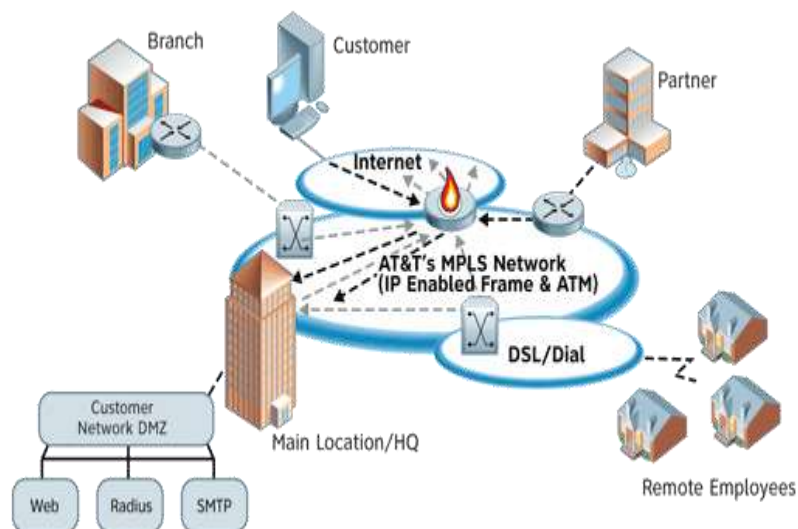 Branch
Customer
Partner
Internet
AT&T's MPLS Network
(IP Enabled Frame & ATM)
DSL/Dial
Customer
Network DMZ
Main Location/HQ
Web
Radius
SMTP
Remote Employees